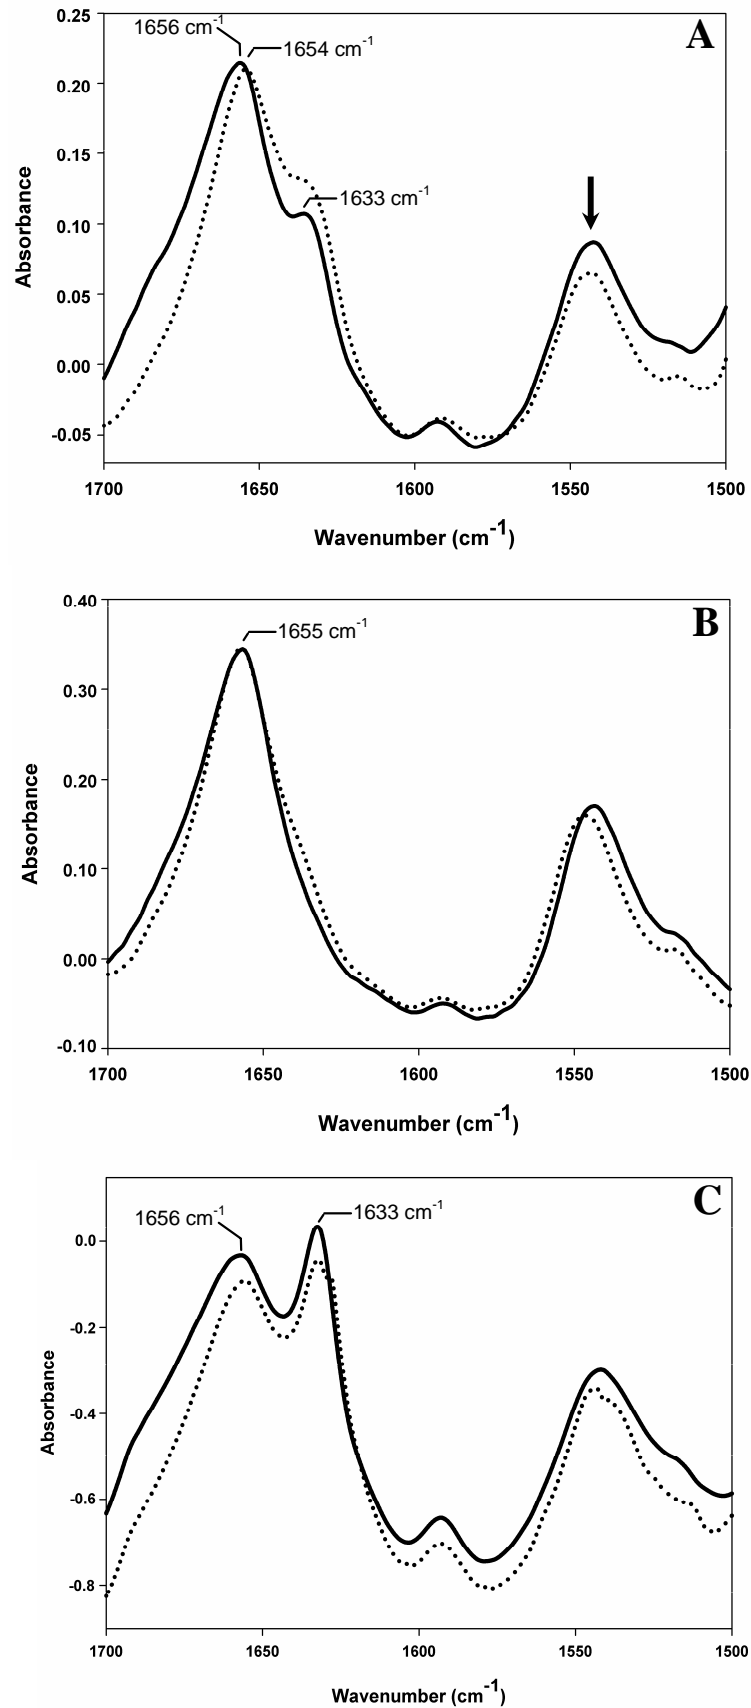 A
1656 cm-1
1654 cm-1
1633 cm-1
0.25
0.20
0.15
0.10
0.05
0.00
-0.05
Absorbance
1700 1650 1600 1550 1500
Wavenumber (cm-1)
B
1655 cm-1
0.40
0.30
0.20
0.10
0.00
-0.10
Absorbance
1700 1650 1600 1550 1500
Wavenumber (cm-1)
C
1656 cm-1
1633 cm-1
0.0
-0.2
-0.4
-0.6
-0.8
Absorbance
1700 1650 1600 1550 1500
Wavenumber (cm-1)